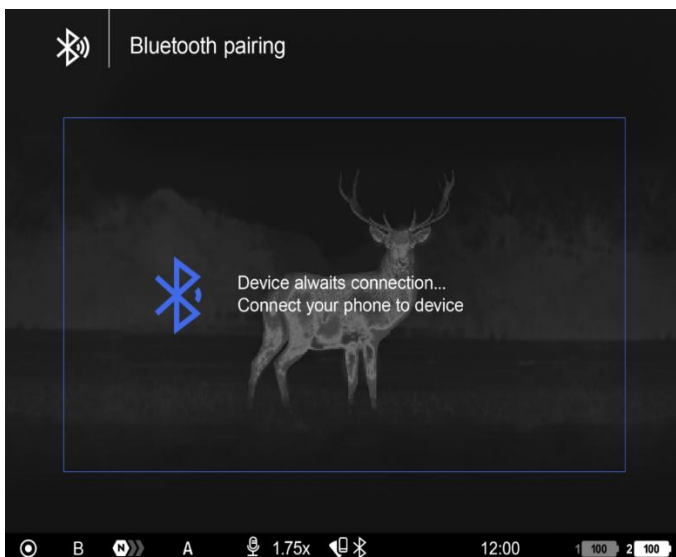 Bluetooth pairing
Device alwaits connection...
Connect your phone to device
B N A 1.75x 12:00 1 100 2 100